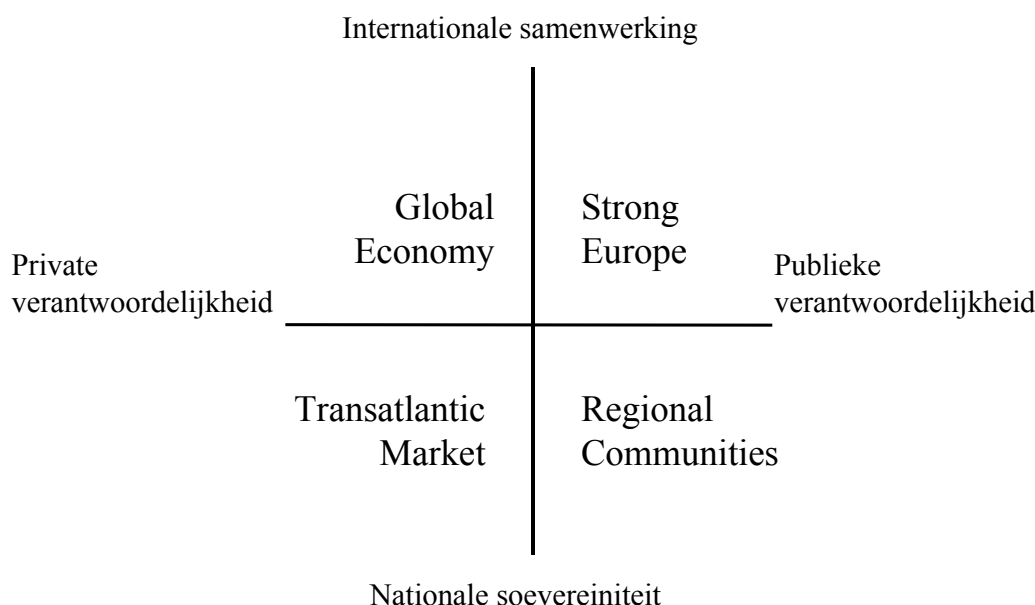 Internationale samenwerking
Global
Economy
Strong
Europe
Private
verantwoordelijkheid
Publieke
verantwoordelijkheid
Transatlantic
Market
Regional
Communities
Nationale soevereiniteit